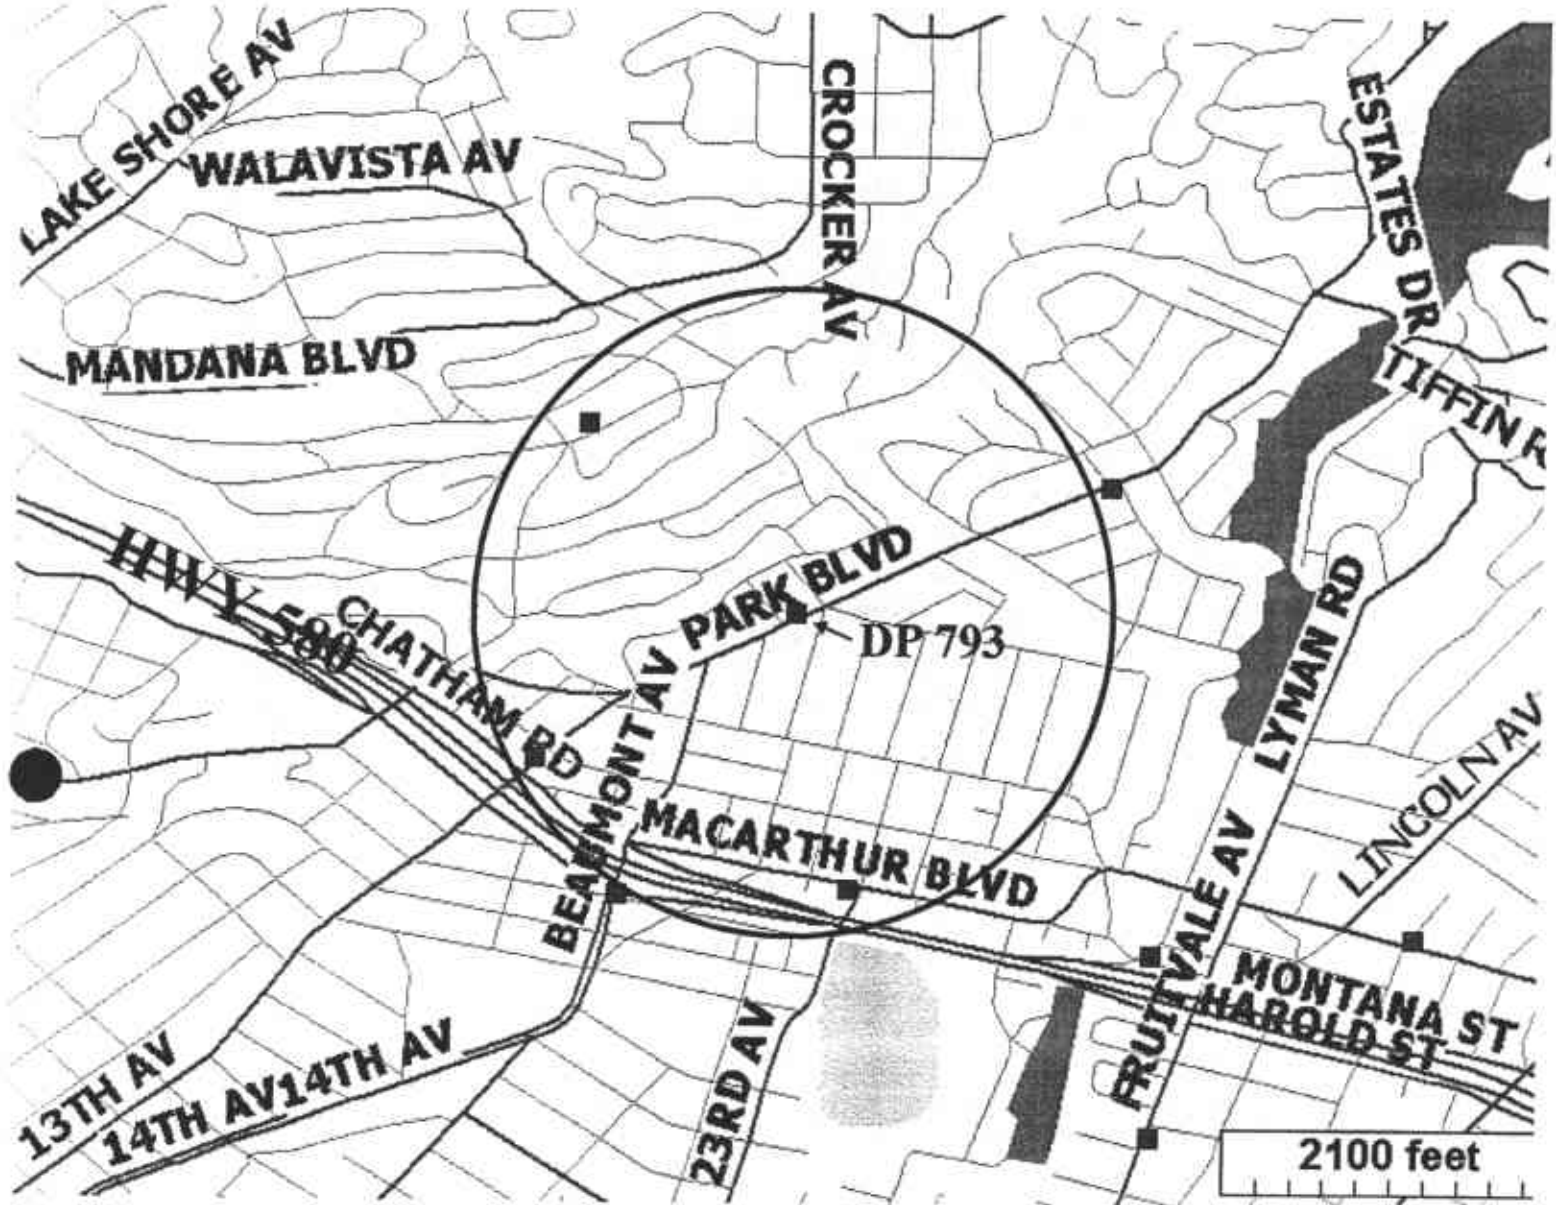 LAKE SHORE AV
WALAVISTA AV
CROCKER AV
ESTATES DR
MANDANA BLVD
TIFFIN R
HWY 580
CHATHAM RD
PARK BLVD
DP 793
LYMAN RD
BEAUMONT AV
MACARTHUR BLVD
LINCOLN AV
FRUITVALE AV
MONTANA ST
HAROLD ST
13TH AV
14TH AV14TH AV
23RD AV
2100 feet